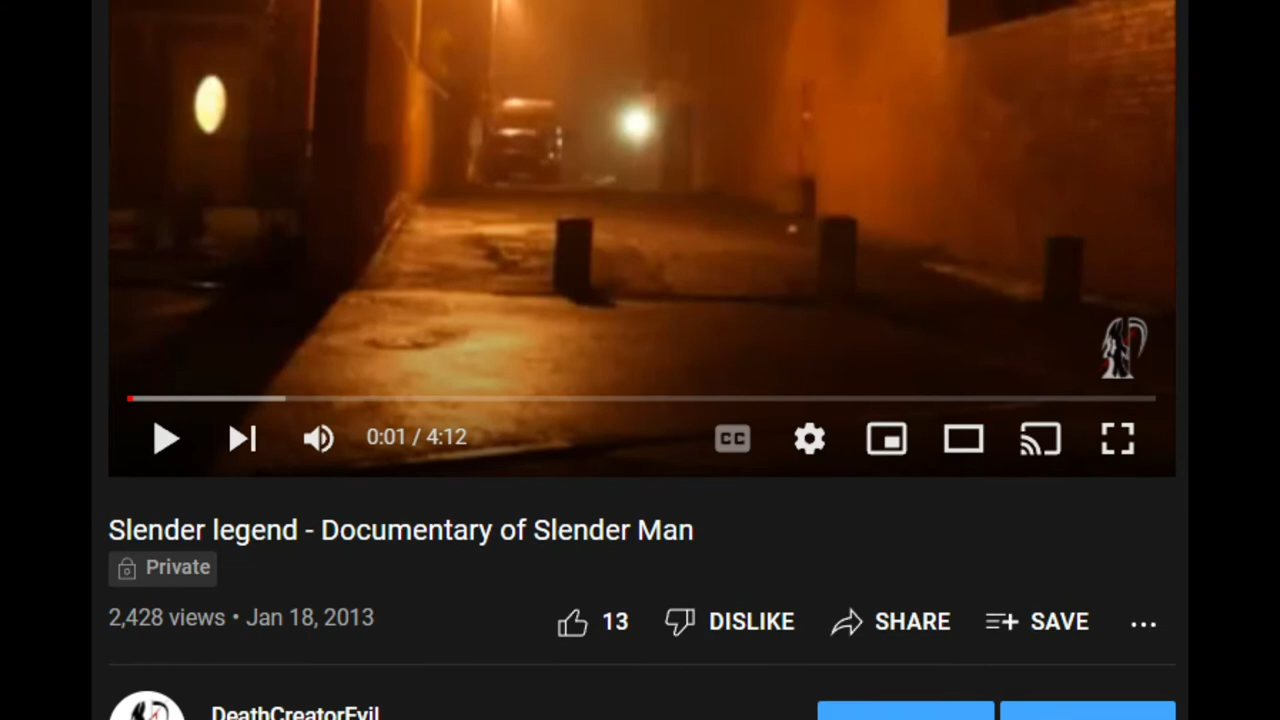 0:01 / 4:12 CC
Slender legend - Documentary of Slender Man
Private
2,428 views • Jan 18, 2013 13 DISLIKE SHARE SAVE ...
DeathCreatorEvil